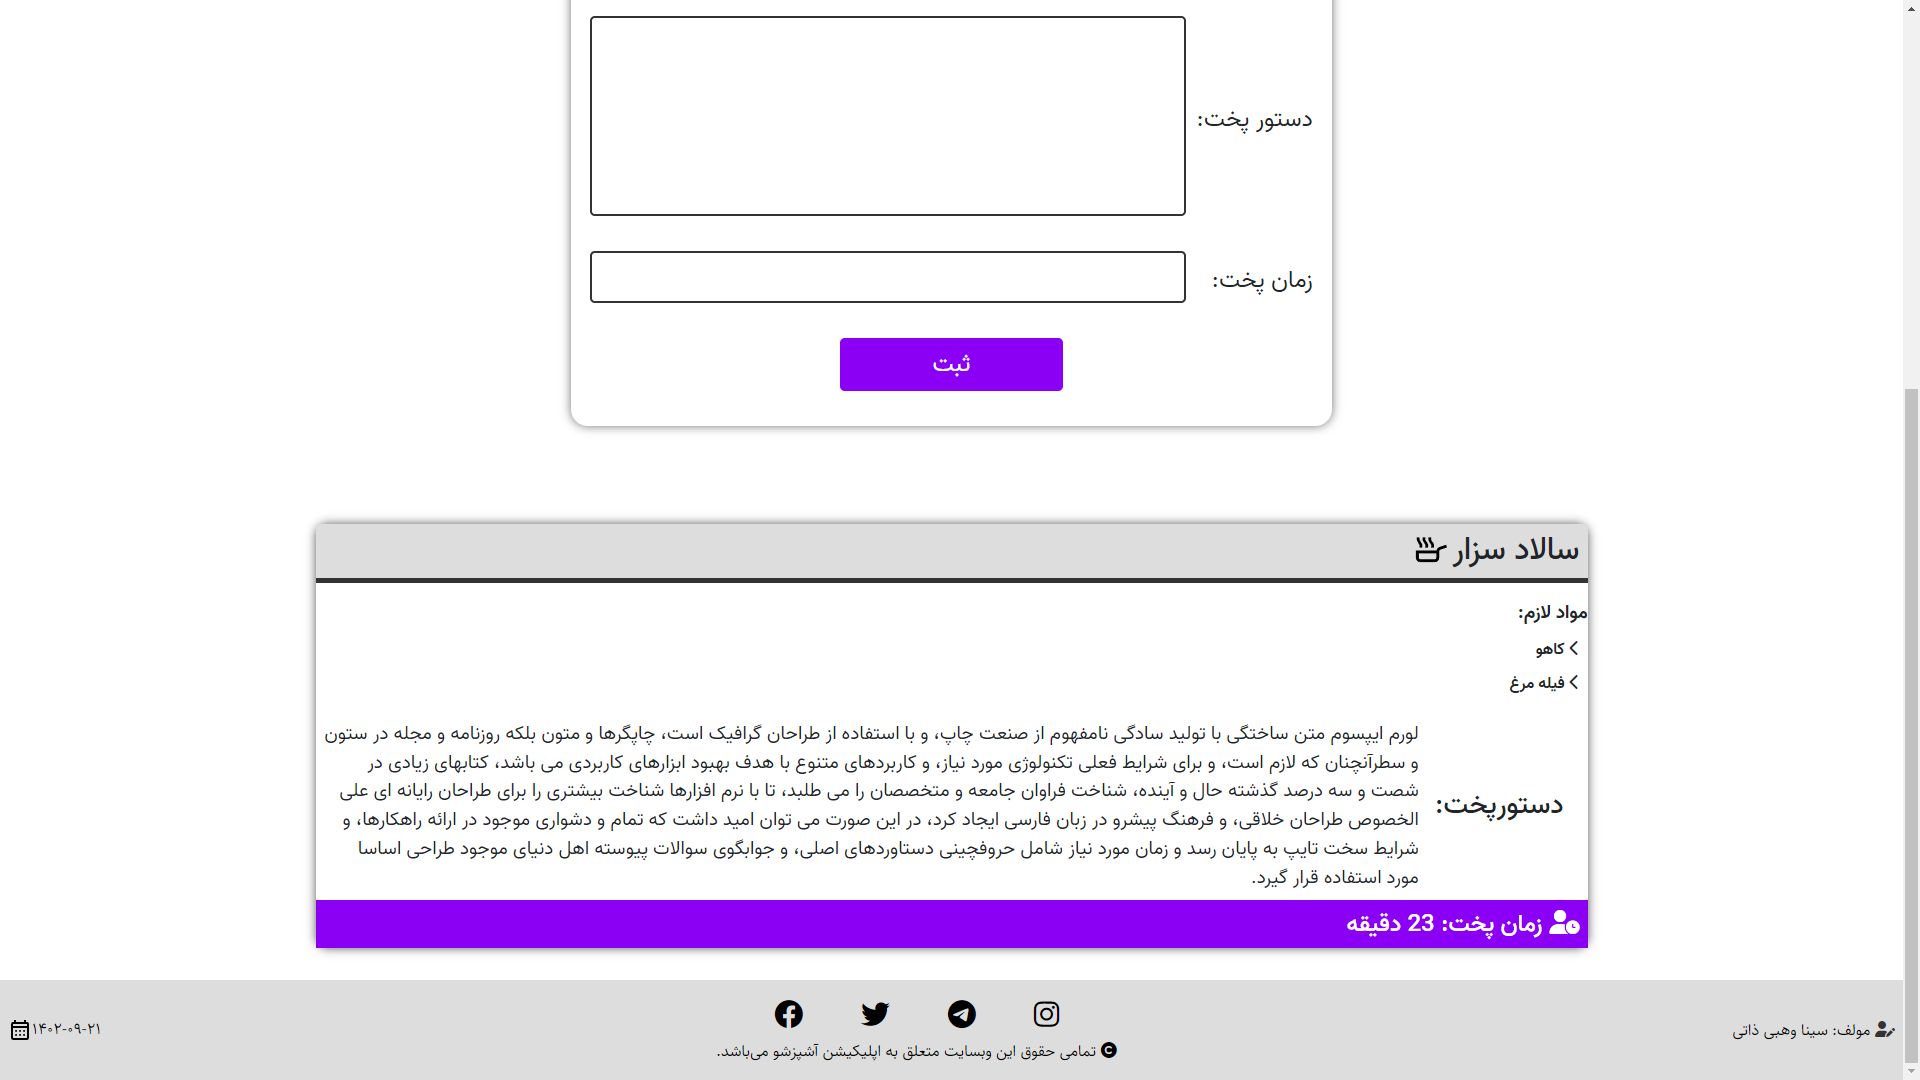 دستور پخت:
زمان پخت:
ثبت
سالاد سزار
مواد لازم:
کاهو
فیله مرغ
دستورپخت:
لورم ایپسوم متن ساختگی با تولید سادگی نامفهوم از صنعت چاپ، و با استفاده از طراحان گرافیک است، چاپگرها و متون بلکه روزنامه و مجله در ستون
و سطرآنچنان که لازم است، و برای شرایط فعلی تکنولوژی مورد نیاز، و کاربردهای متنوع با هدف بهبود ابزارهای کاربردی می باشد، کتابهای زیادی در
شصت و سه درصد گذشته حال و آینده، شناخت فراوان جامعه و متخصصان را می طلبد، تا با نرم افزارها شناخت بیشتری را برای طراحان رایانه ای علی
الخصوص طراحان خلاقی، و فرهنگ پیشرو در زبان فارسی ایجاد کرد، در این صورت می توان امید داشت که تمام و دشواری موجود در ارائه راهکارها، و
شرایط سخت تایپ به پایان رسد و زمان مورد نیاز شامل حروفچینی دستاوردهای اصلی، و جوابگوی سوالات پیوسته اهل دنیای موجود طراحی اساسا
مورد استفاده قرار گیرد.
زمان پخت: 23 دقیقه
مولف: سینا وهبی ذاتی
تمامی حقوق این وبسایت متعلق به اپلیکیشن آشپزشو می‌باشد.
۱۴۰۲-۰۹-۲۱